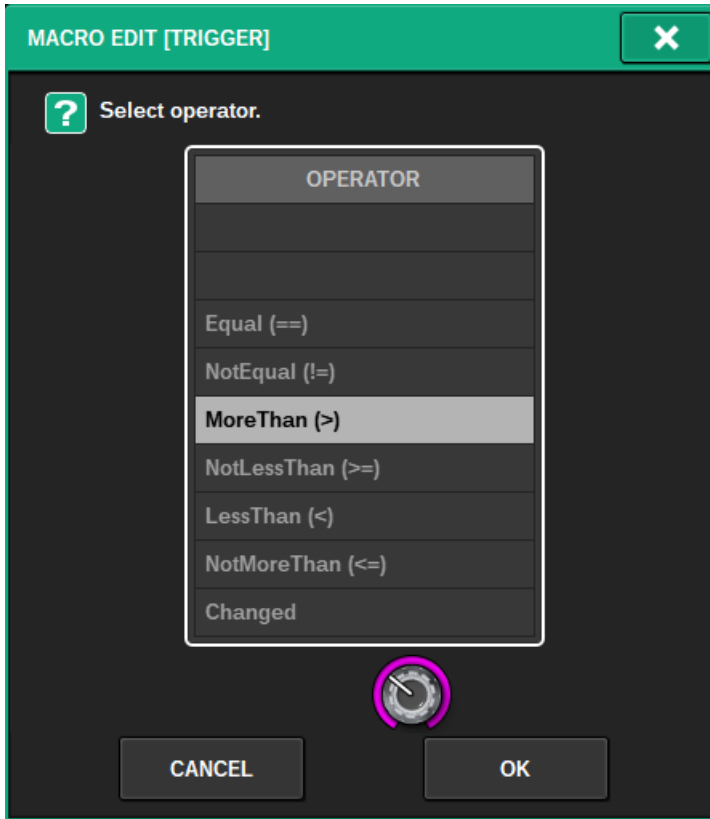 MACRO EDIT [TRIGGER]
?
Select operator.
OPERATOR
Equal (==)
NotEqual (!=)
MoreThan (>)
NotLessThan (>=)
LessThan (<)
NotMoreThan (<=)
Changed
CANCEL
OK